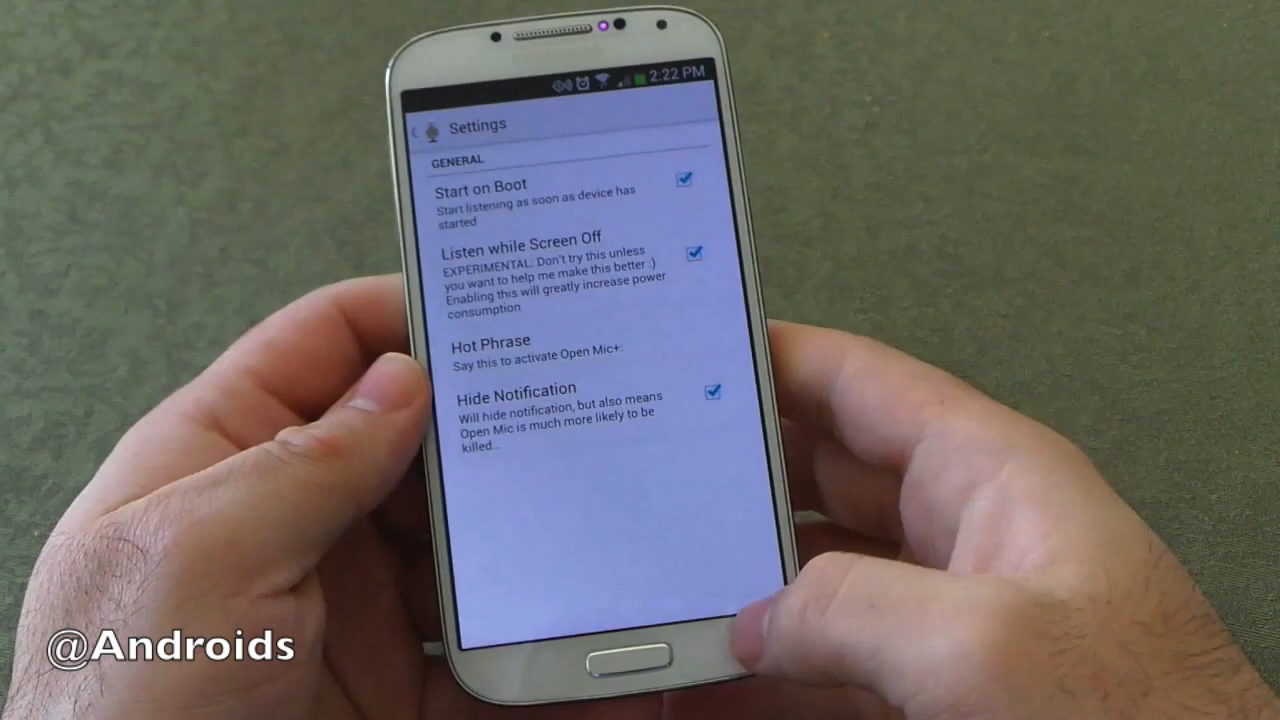 2:22 PM
Settings
GENERAL
Start on Boot
Start listening as soon as device has
started
Listen while Screen Off
EXPERIMENTAL. Don't try this unless
you want to help me make this better :)
Enabling this will greatly increase power
consumption
Hot Phrase
Say this to activate Open Mic+:
Hide Notification
Will hide notification, but also means
Open Mic is much more likely to be
killed...
@Androids